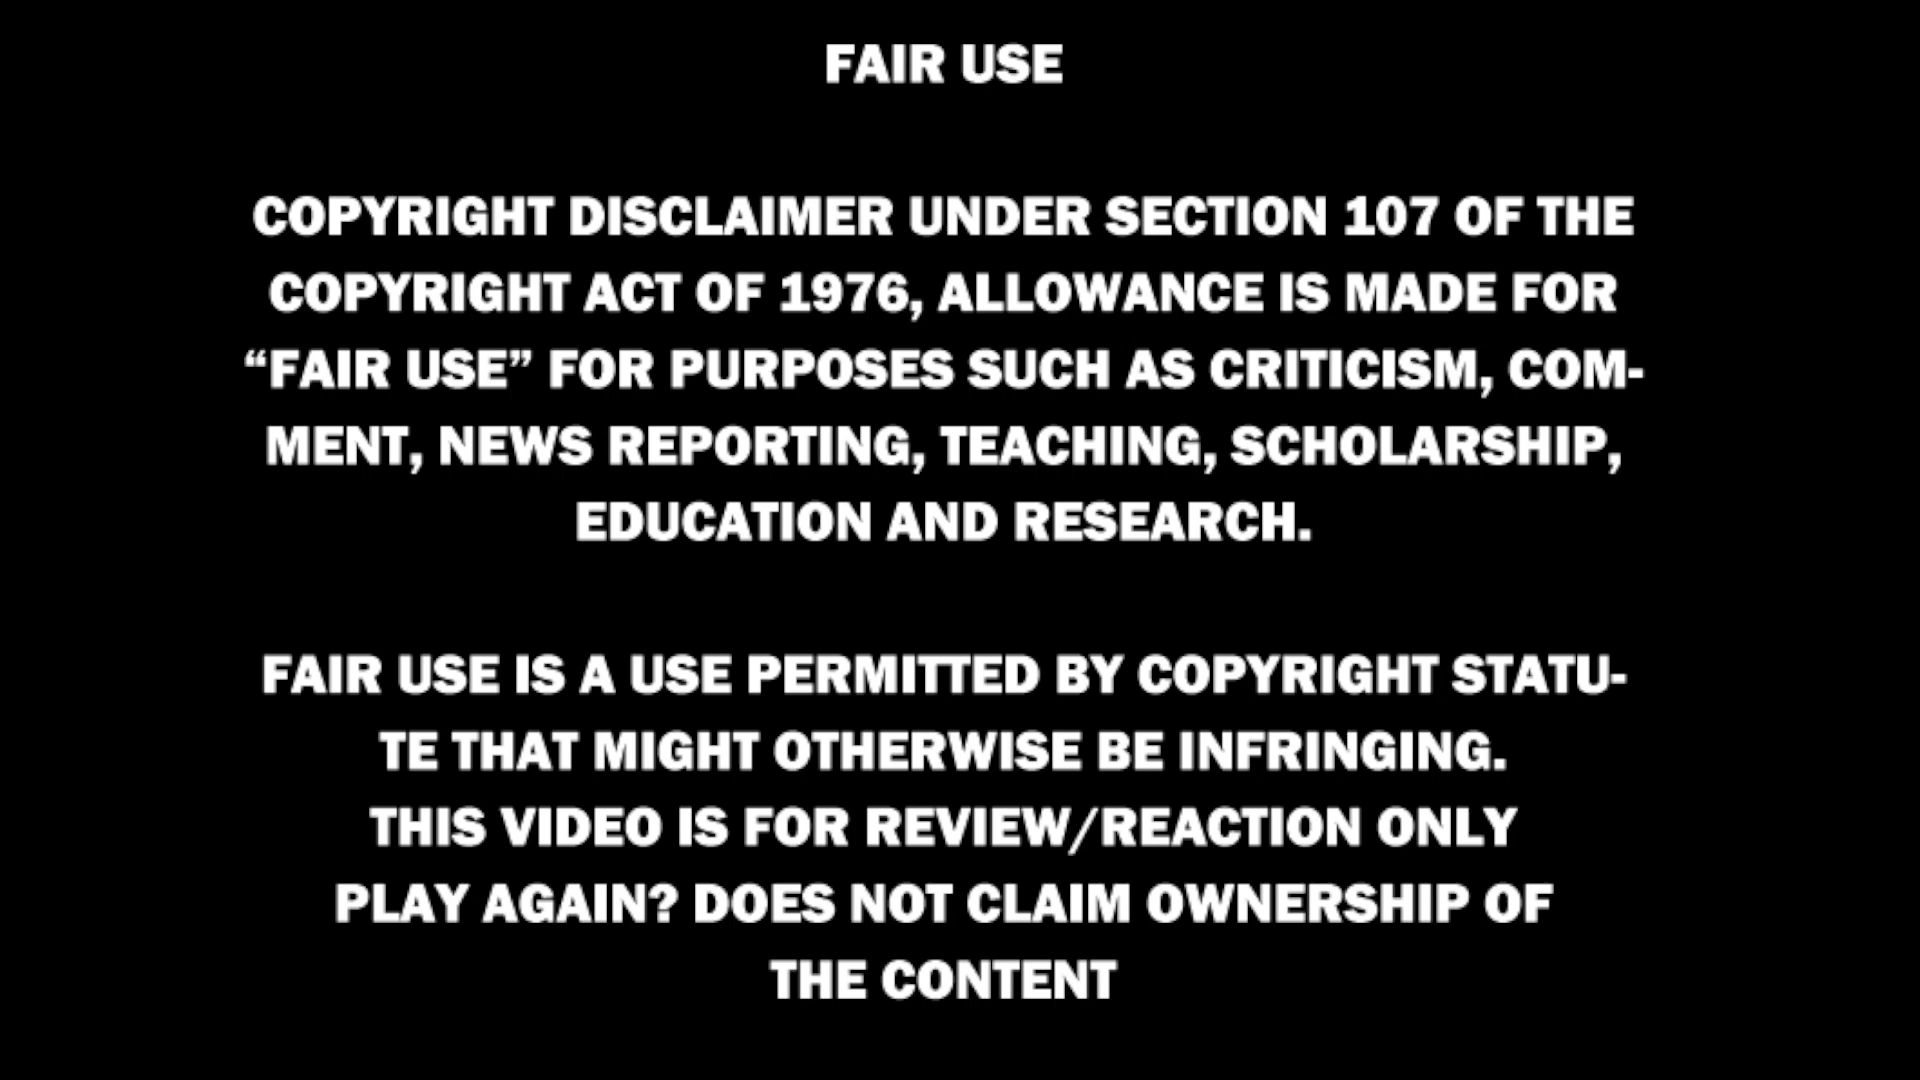 FAIR USE
COPYRIGHT DISCLAIMER UNDER SECTION 107 OF THE
COPYRIGHT ACT OF 1976, ALLOWANCE IS MADE FOR
“FAIR USE” FOR PURPOSES SUCH AS CRITICISM, COM-
MENT, NEWS REPORTING, TEACHING, SCHOLARSHIP,
EDUCATION AND RESEARCH.
FAIR USE IS A USE PERMITTED BY COPYRIGHT STATU-
TE THAT MIGHT OTHERWISE BE INFRINGING.
THIS VIDEO IS FOR REVIEW/REACTION ONLY
PLAY AGAIN? DOES NOT CLAIM OWNERSHIP OF
THE CONTENT